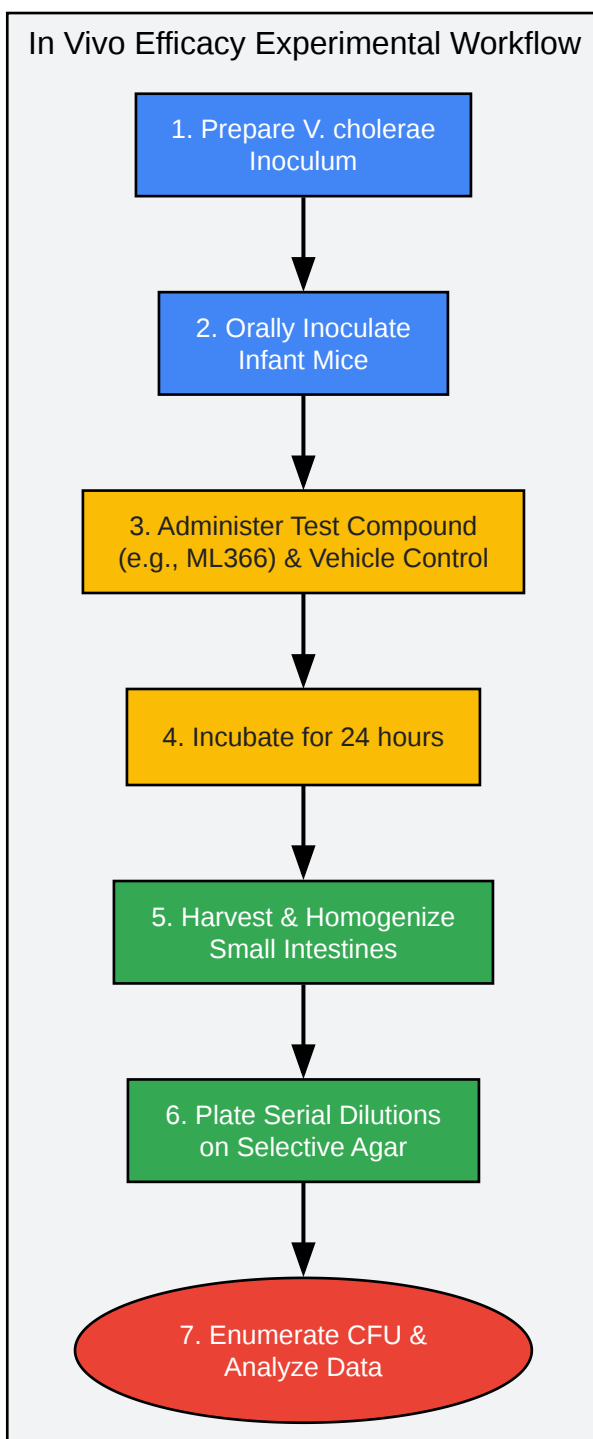 In Vivo Efficacy Experimental Workflow
1. Prepare V. cholerae
Inoculum
2. Orally Inoculate
Infant Mice
3. Administer Test Compound
(e.g., ML366) & Vehicle Control
4. Incubate for 24 hours
5. Harvest & Homogenize
Small Intestines
6. Plate Serial Dilutions
on Selective Agar
7. Enumerate CFU &
Analyze Data